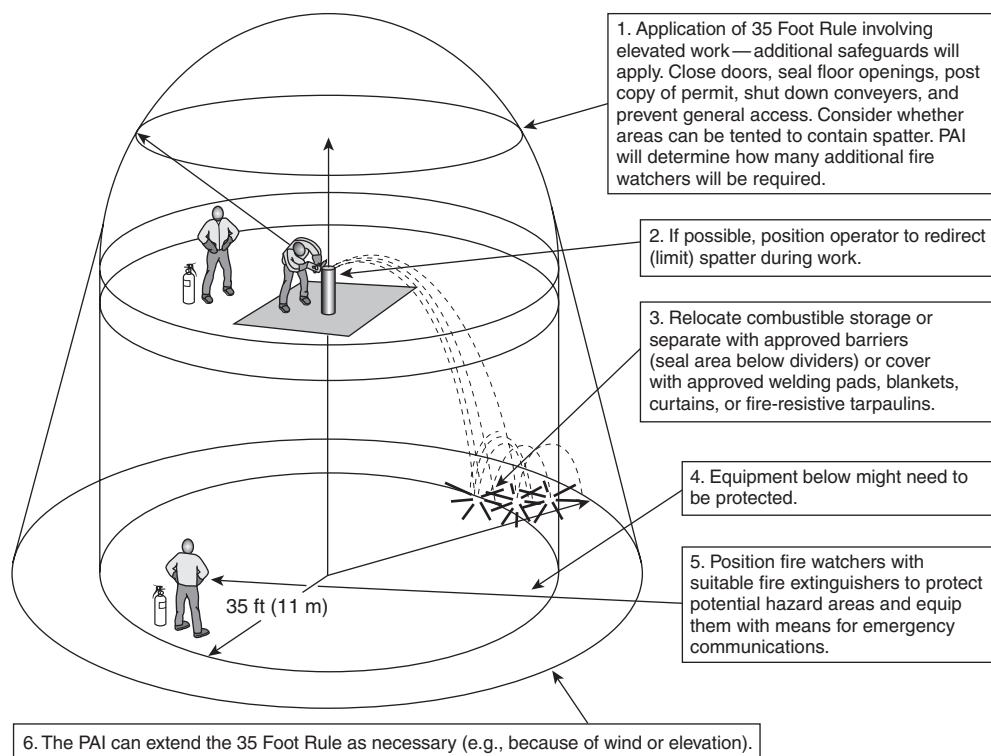 1. Application of 35 Foot Rule involving
elevated work—additional safeguards will
apply. Close doors, seal floor openings, post
copy of permit, shut down conveyers, and
prevent general access. Consider whether
areas can be tented to contain spatter. PAI
will determine how many additional fire
watchers will be required.
2. If possible, position operator to redirect
(limit) spatter during work.
3. Relocate combustible storage or
separate with approved barriers
(seal area below dividers) or cover
with approved welding pads, blankets,
curtains, or fire-resistive tarpaulins.
4. Equipment below might need to
be protected.
5. Position fire watchers with
suitable fire extinguishers to protect
potential hazard areas and equip
them with means for emergency
communications.
35 ft (11 m)
6. The PAI can extend the 35 Foot Rule as necessary (e.g., because of wind or elevation).